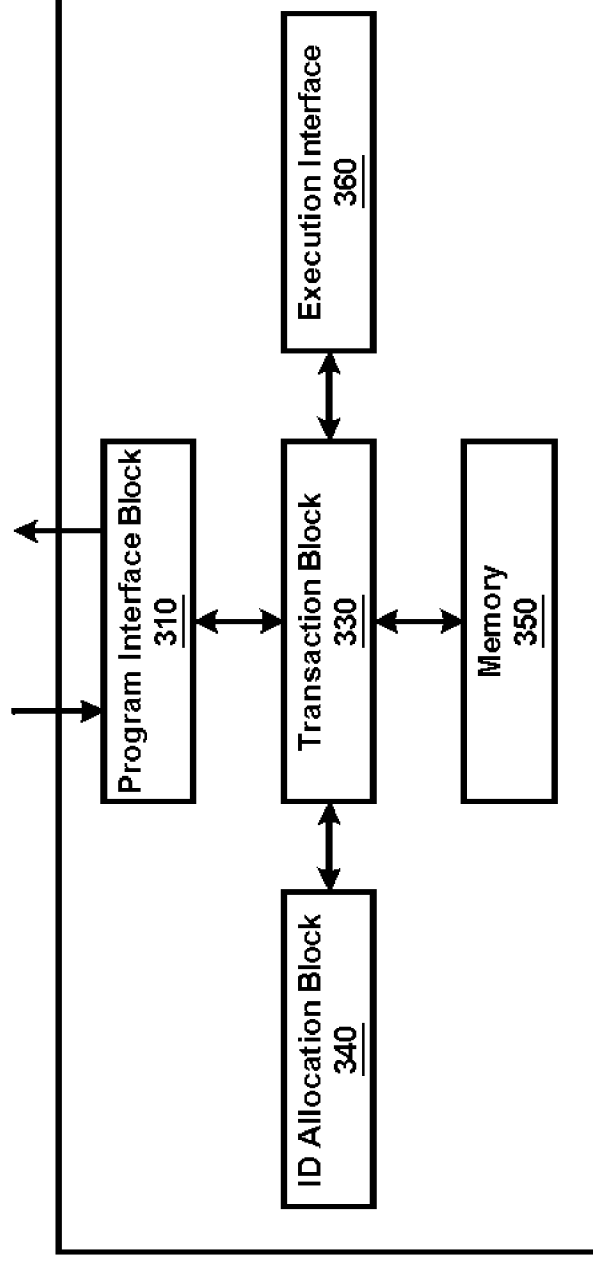 Program Interface Block
310
ID Allocation Block
340
Transaction Block
330
Execution Interface
360
Memory
350